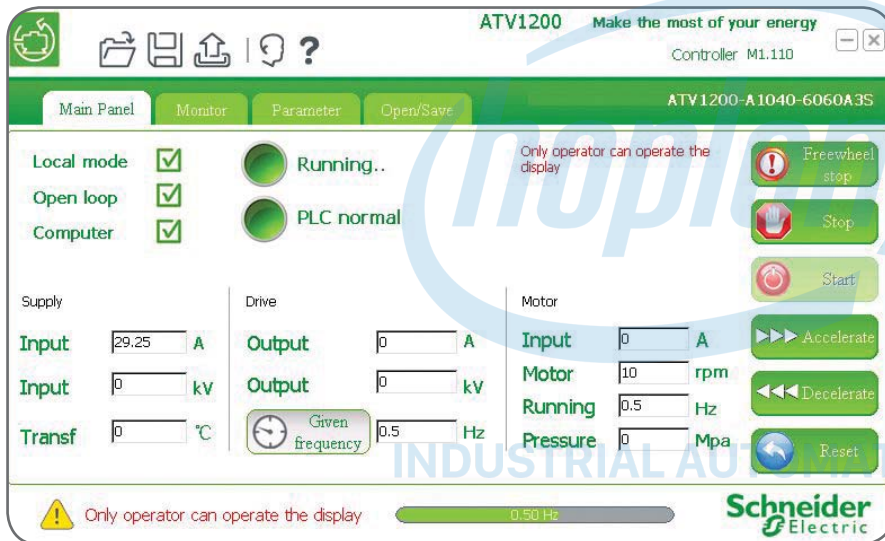 ATV1200 Make the most of your energy
Controller M1.110
ATV1200-A1040-6060A3S
Main Panel Monitor Parameter Open/Save
Local mode
Open loop
Computer
Running..
PLC normal
Only operator can operate the
display
Freewheel
stop
Stop
Start
Accelerate
Decelerate
Reset
Supply
Input 29.25 A
Input 0 kV
Transf 0 °C
Drive
Output 0 A
Output 0 kV
Given
frequency 0.5 Hz
Motor
Input 0 A
Motor 10 rpm
Running 0.5 Hz
Pressure 0 Mpa
Only operator can operate the display
0.50 Hz
Schneider
Electric
INDUSTRIAL AUTOMAT